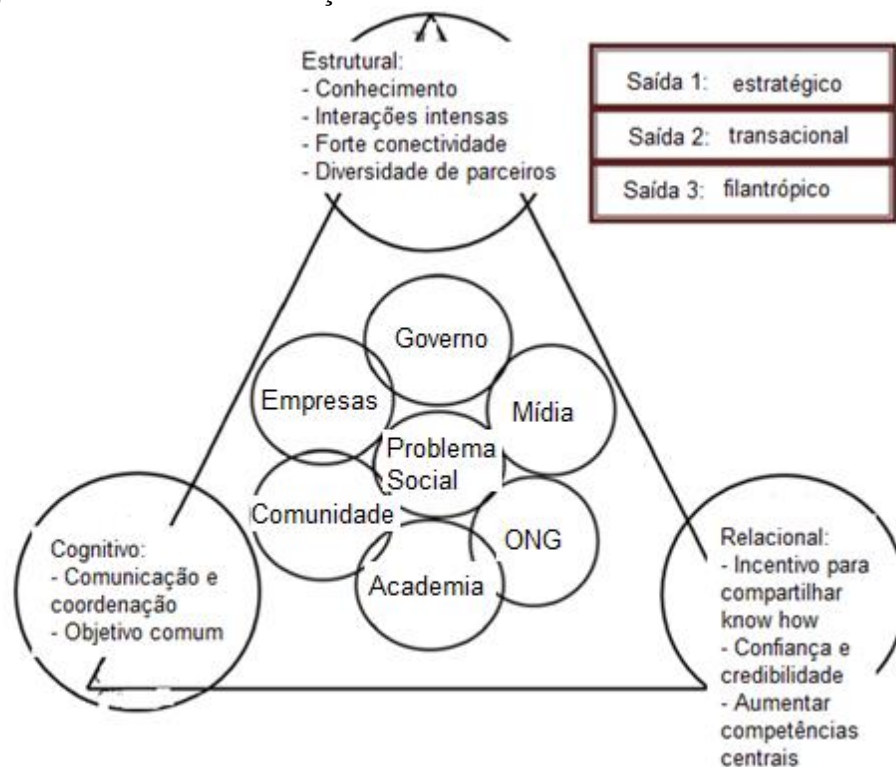 Estrutural:
- Conhecimento
- Interações intensas
- Forte conectividade
- Diversidade de parceiros
Saída 1: estratégico
Saída 2: transacional
Saída 3: filantrópico
Governo
Empresas
Mídia
Problema
Social
Comunidade
ONG
Academia
Cognitivo:
- Comunicação e
coordenação
- Objetivo comum
Relacional:
- Incentivo para
compartilhar
know how
- Confiança e
credibilidade
- Aumentar
competências
centrais